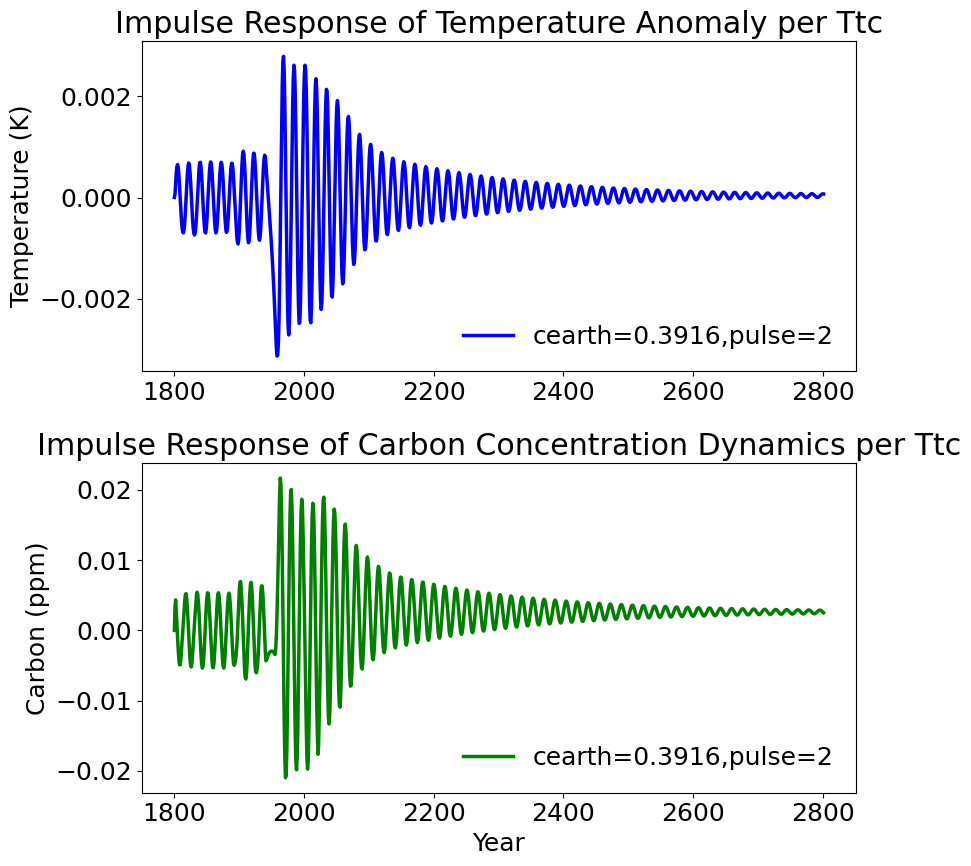 Impulse Response of Temperature Anomaly per Ttc
Temperature (K)
0.002
0.000
−0.002
cearth=0.3916,pulse=2
1800 2000 2200 2400 2600 2800
Impulse Response of Carbon Concentration Dynamics per Ttc
Carbon (ppm)
0.02
0.01
0.00
−0.01
−0.02
cearth=0.3916,pulse=2
1800 2000 2200 2400 2600 2800
Year